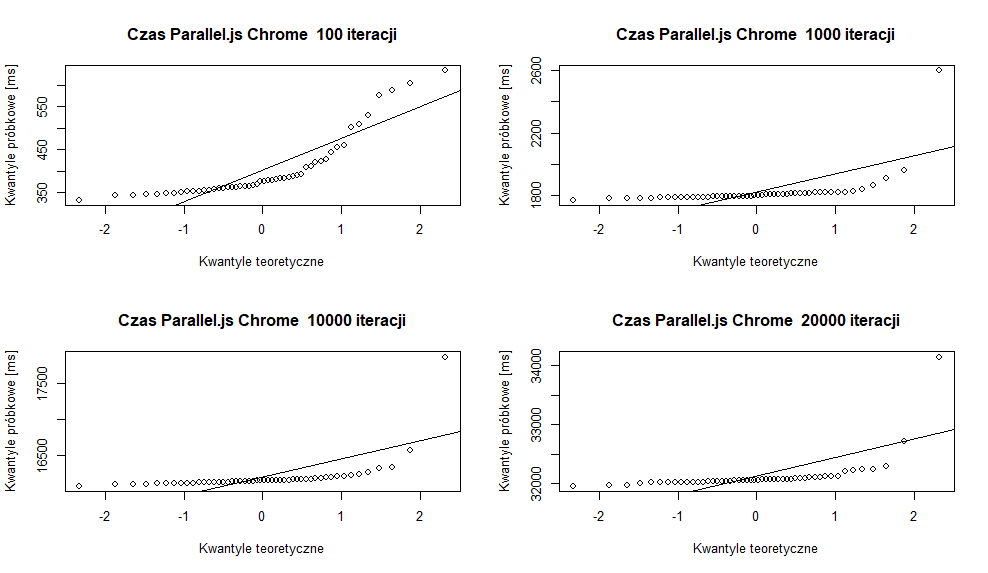 Czas Parallel.js Chrome  100 iteracji
Kwantyle próbkowe [ms]
550
450
350
-2 -1 0 1 2
Kwantyle teoretyczne
Czas Parallel.js Chrome  1000 iteracji
Kwantyle próbkowe [ms]
2600
2200
1800
-2 -1 0 1 2
Kwantyle teoretyczne
Czas Parallel.js Chrome  10000 iteracji
Kwantyle próbkowe [ms]
17500
16500
-2 -1 0 1 2
Kwantyle teoretyczne
Czas Parallel.js Chrome  20000 iteracji
Kwantyle próbkowe [ms]
34000
33000
32000
-2 -1 0 1 2
Kwantyle teoretyczne